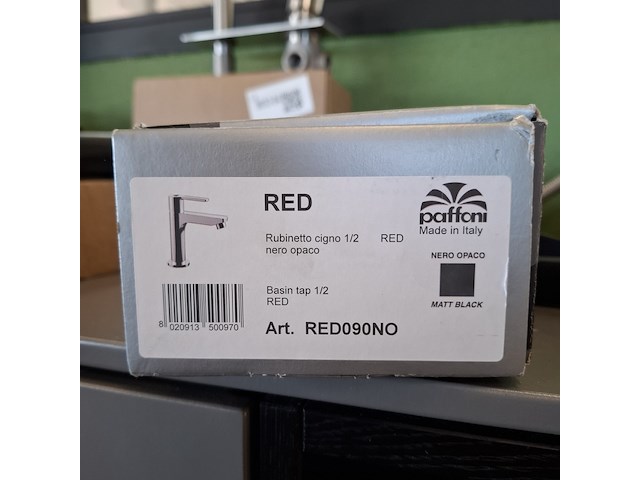 RED
paffoni
Made in Italy
Rubinetto cigno 1/2 RED
nero opaco
NERO OPACO
MATT BLACK
Basin tap 1/2
RED
8 020913 500970
Art. RED090NO